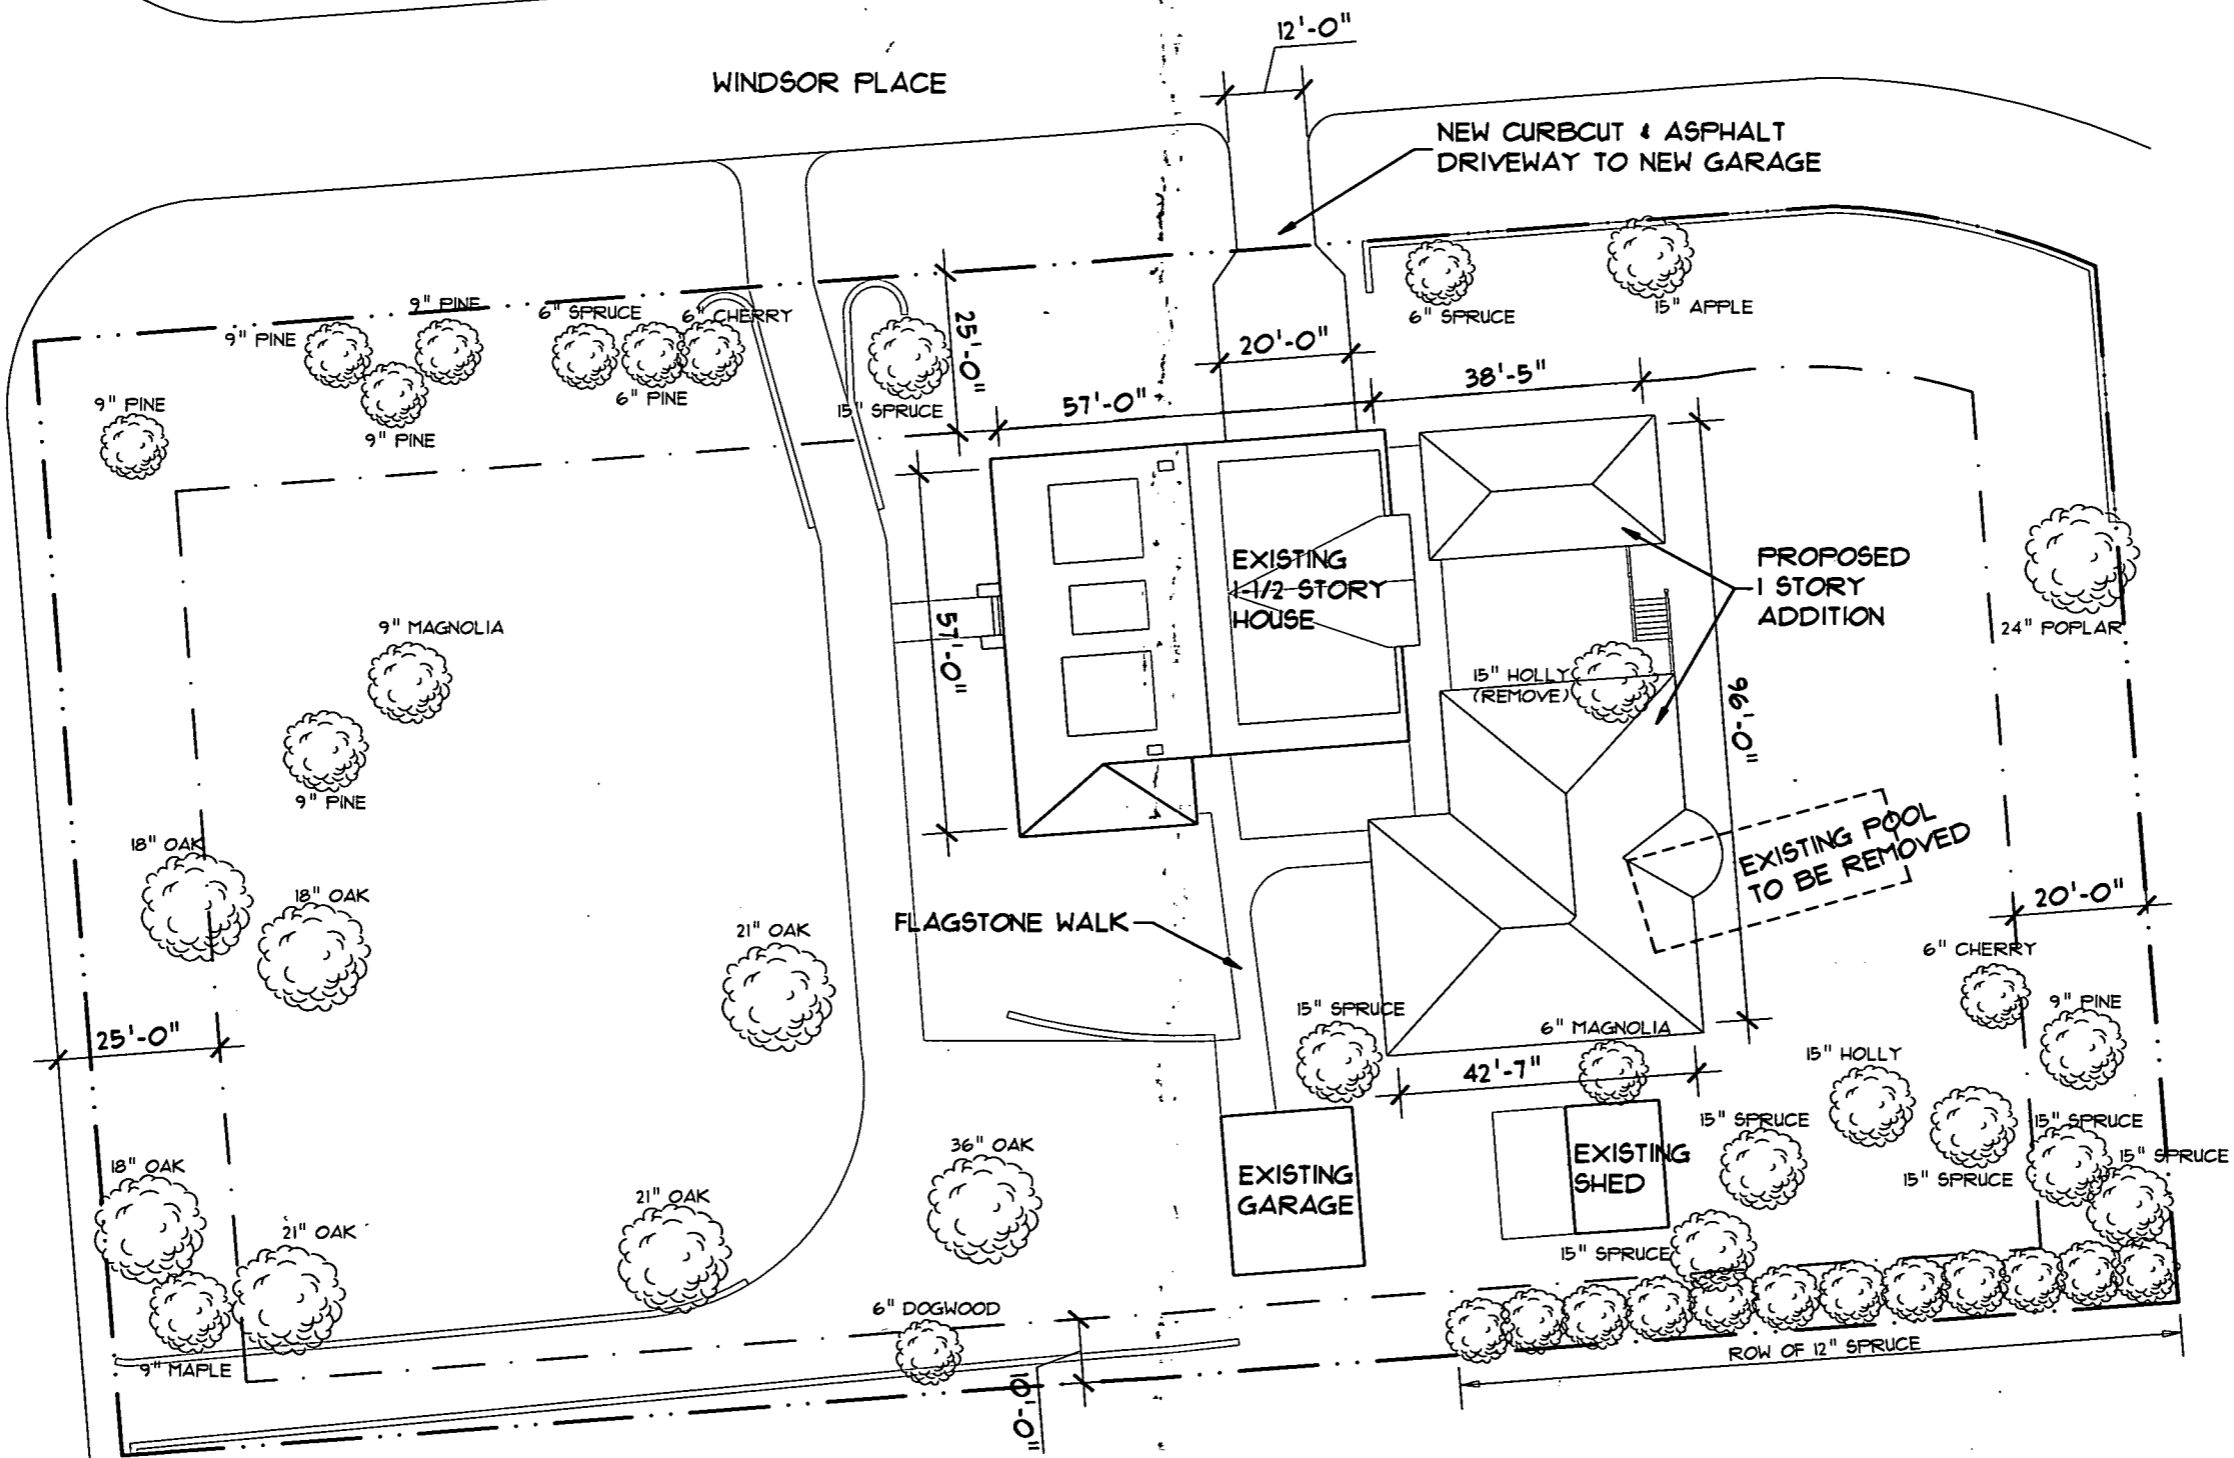 12'-0"
WINDSOR PLACE
NEW CURBCUT & ASPHALT
DRIVEWAY TO NEW GARAGE
9" PINE
9" PINE
6" SPRUCE
6" CHERRY
25'-0"
20'-0"
6" SPRUCE
15" APPLE
9" PINE
9" PINE
6" PINE
15" SPRUCE
57'-0"
38'-5"
EXISTING
1-1/2 STORY
HOUSE
PROPOSED
1 STORY
ADDITION
9" MAGNOLIA
57'-0"
24" POPLAR
15" HOLLY
(REMOVE)
96'-0"
9" PINE
18" OAK
EXISTING POOL
TO BE REMOVED
18" OAK
21" OAK
FLAGSTONE WALK
20'-0"
6" CHERRY
25'-0"
15" SPRUCE
6" MAGNOLIA
9" PINE
42'-7"
15" HOLLY
15" SPRUCE
15" SPRUCE
15" SPRUCE
15" SPRUCE
18" OAK
36" OAK
EXISTING
GARAGE
EXISTING
SHED
21" OAK
21" OAK
15" SPRUCE
6" DOGWOOD
9" MAPLE
10'-0"
ROW OF 12" SPRUCE